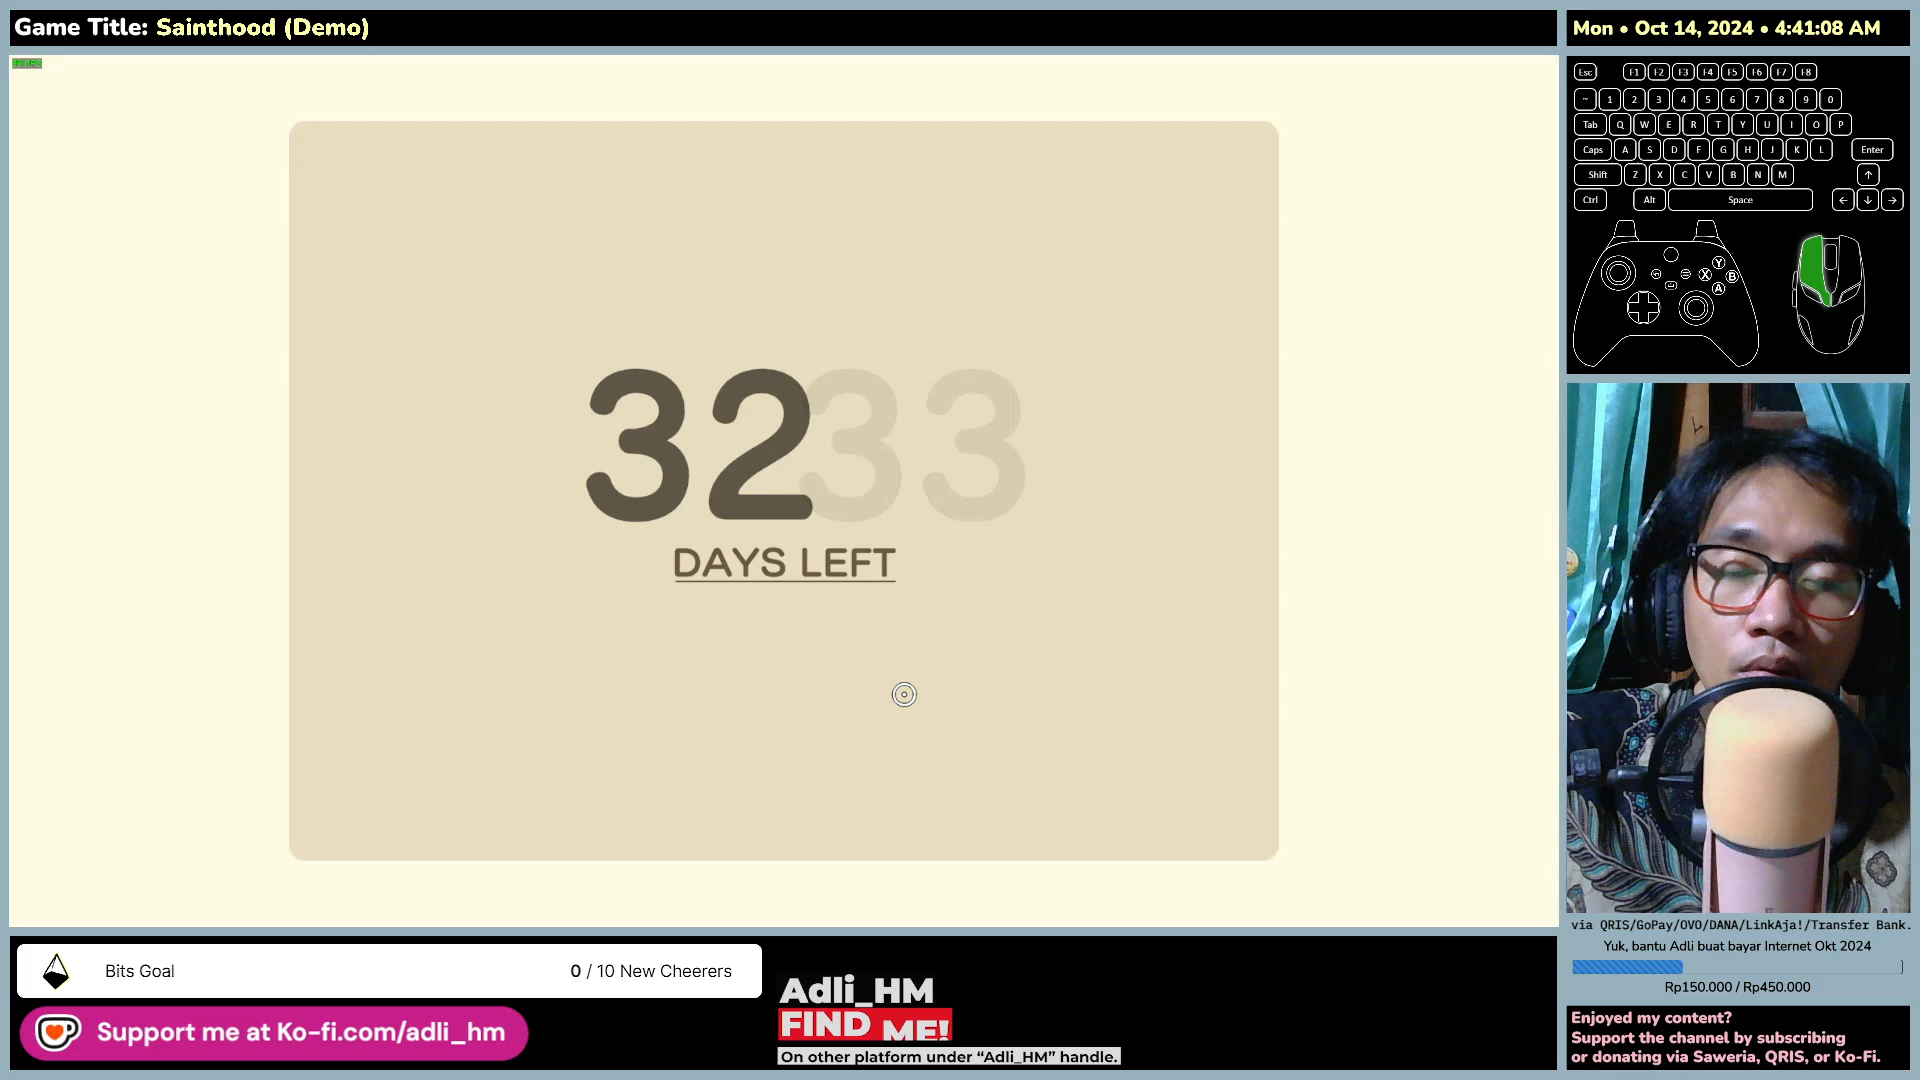 Game Title: Sainthood (Demo)
Mon • Oct 14, 2024 • 4:41:08 AM
Esc F1 F2 F3 F4 F5 F6 F7 F8
~ 1 2 3 4 5 6 7 8 9 0
Tab Q W E R T Y U I O P
Caps A S D F G H J K L Enter
Shift Z X C V B N M ↑
Ctrl Alt Space ← ↓ →
Y
X B
A
32 33
DAYS LEFT
via QRIS/GoPay/OVO/DANA/LinkAja!/Transfer Bank.
Yuk, bantu Adli buat bayar Internet Okt 2024
Rp150.000 / Rp450.000
Bits Goal 0 / 10 New Cheerers
Support me at Ko-fi.com/adli_hm
Adli_HM
FIND ME!
On other platform under “Adli_HM” handle.
Enjoyed my content?
Support the channel by subscribing
or donating via Saweria, QRIS, or Ko-Fi.